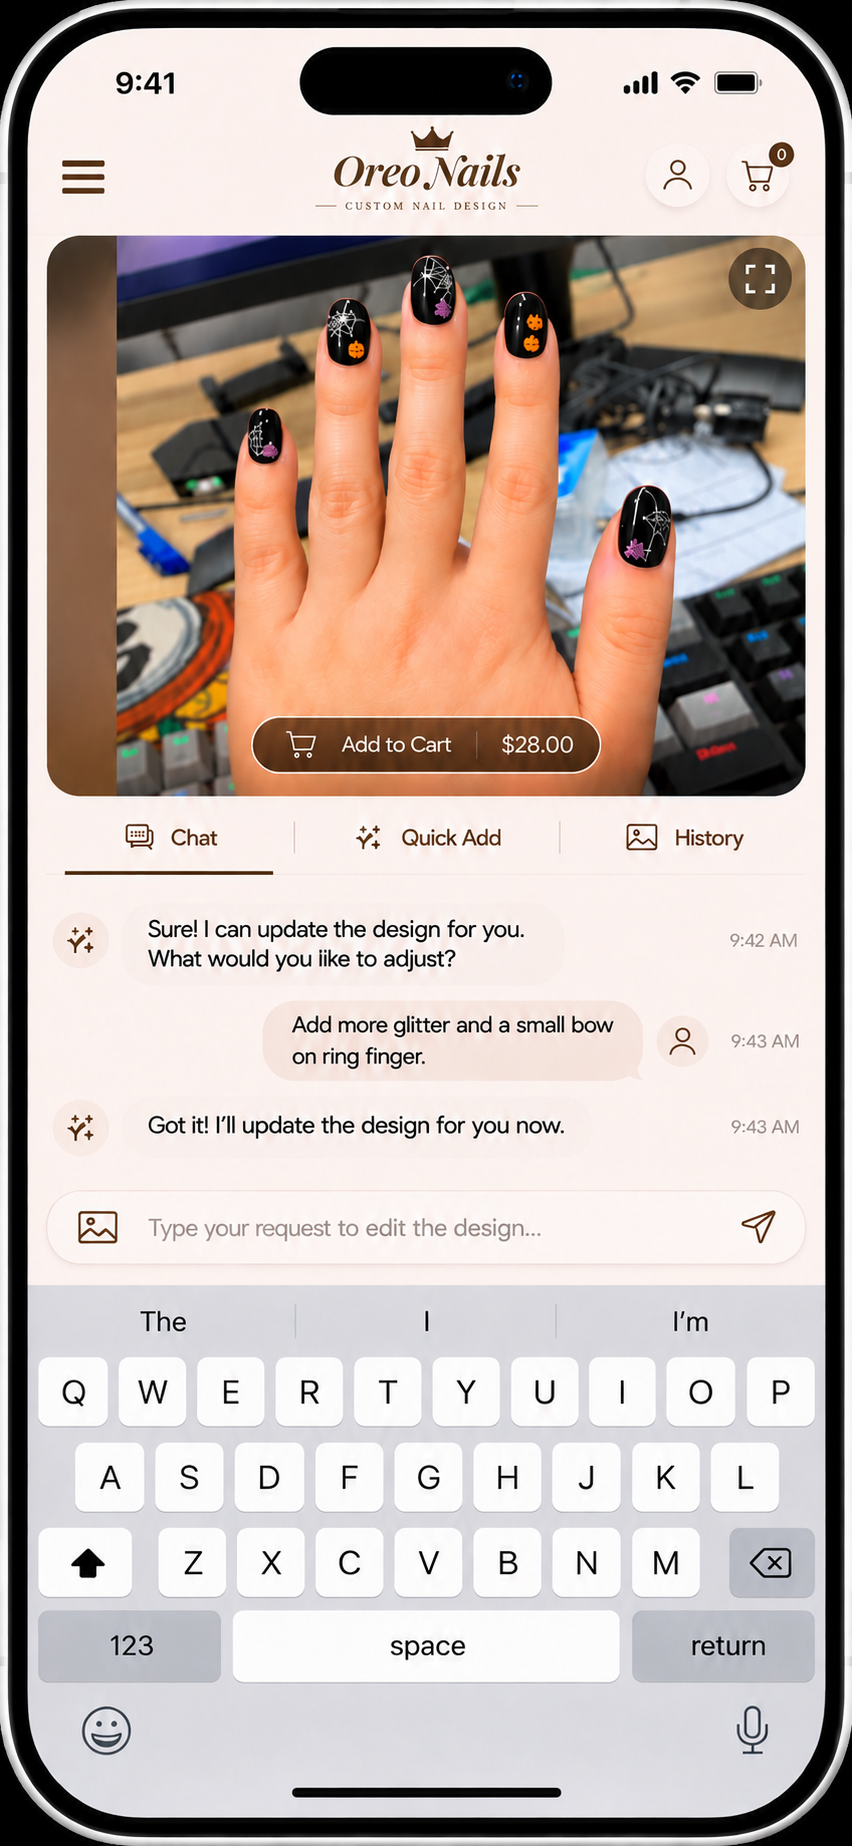 9:41
Oreo Nails
CUSTOM NAIL DESIGN
0
Add to Cart
$28.00
Chat
Quick Add
History
Sure! I can update the design for you.
What would you like to adjust?
9:42 AM
Add more glitter and a small bow
on ring finger.
9:43 AM
Got it! I'll update the design for you now.
9:43 AM
Type your request to edit the design...
The
I
I'm
Q W E R T Y U I O P
A S D F G H J K L
Z X C V B N M
123
space
return